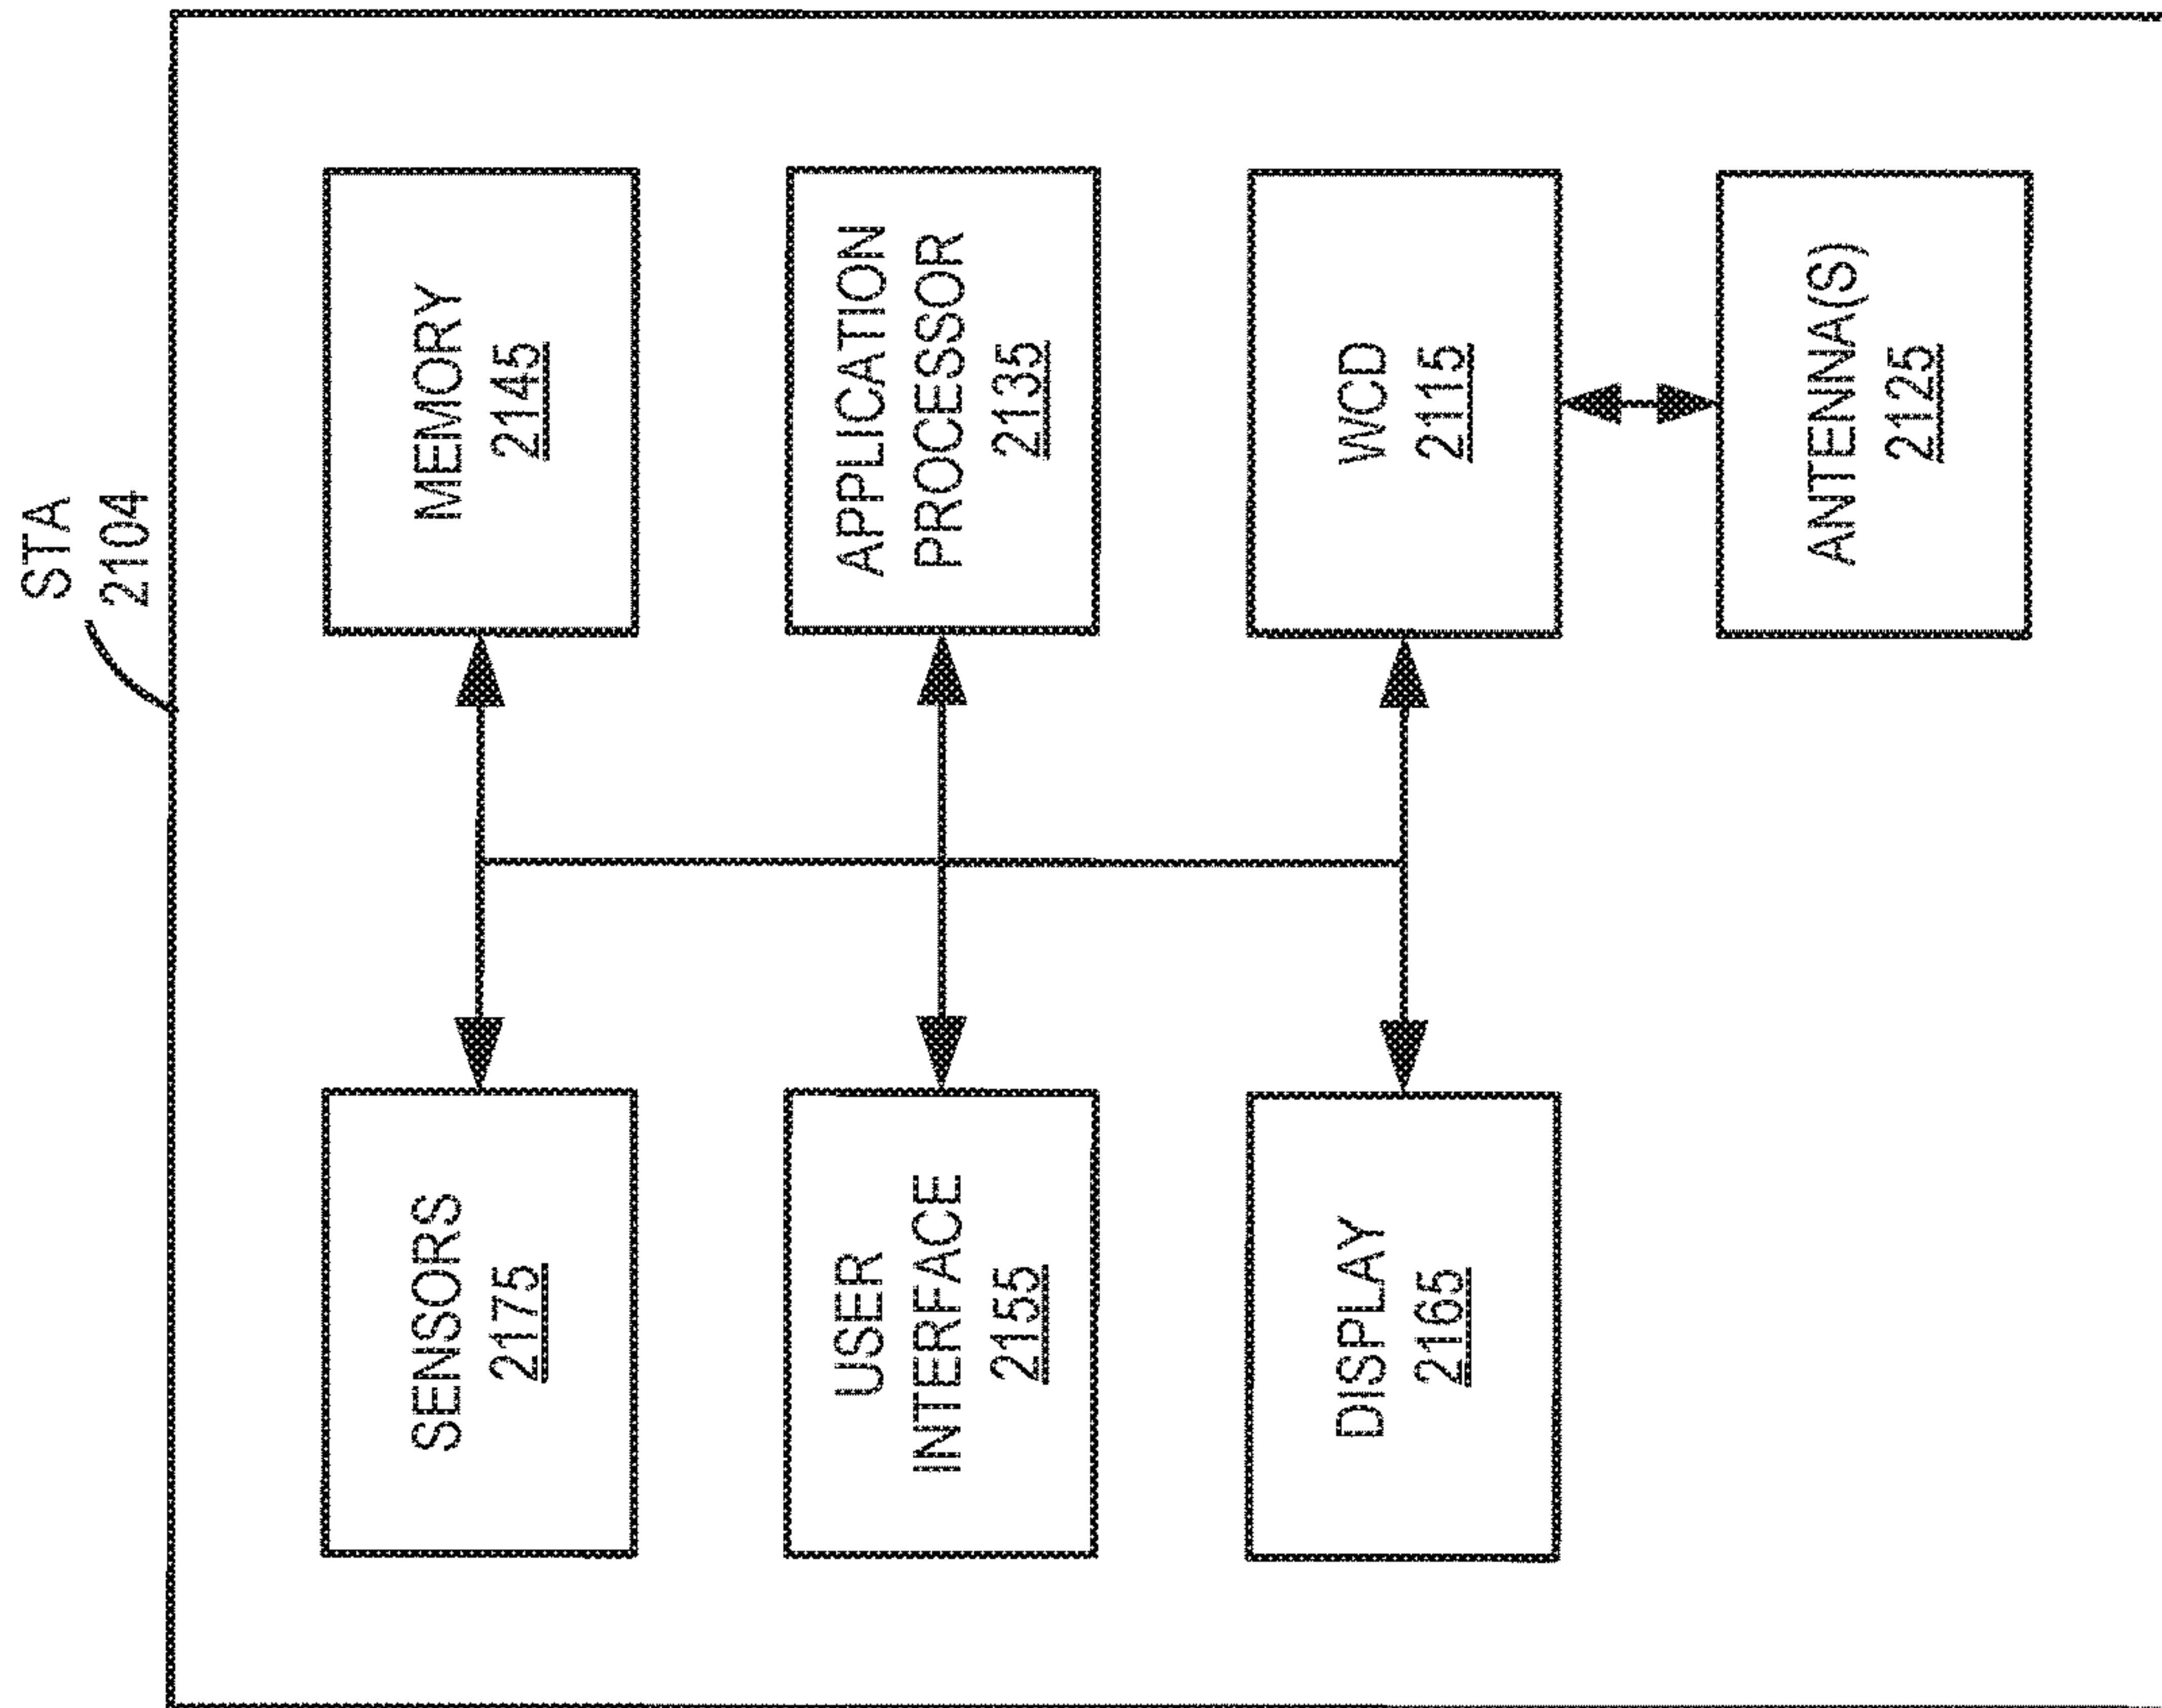 STA
2104
SENSORS
2175
MEMORY
2145
USER
INTERFACE
2155
APPLICATION
PROCESSOR
2135
DISPLAY
2165
WCD
2115
ANTENNA(S)
2125